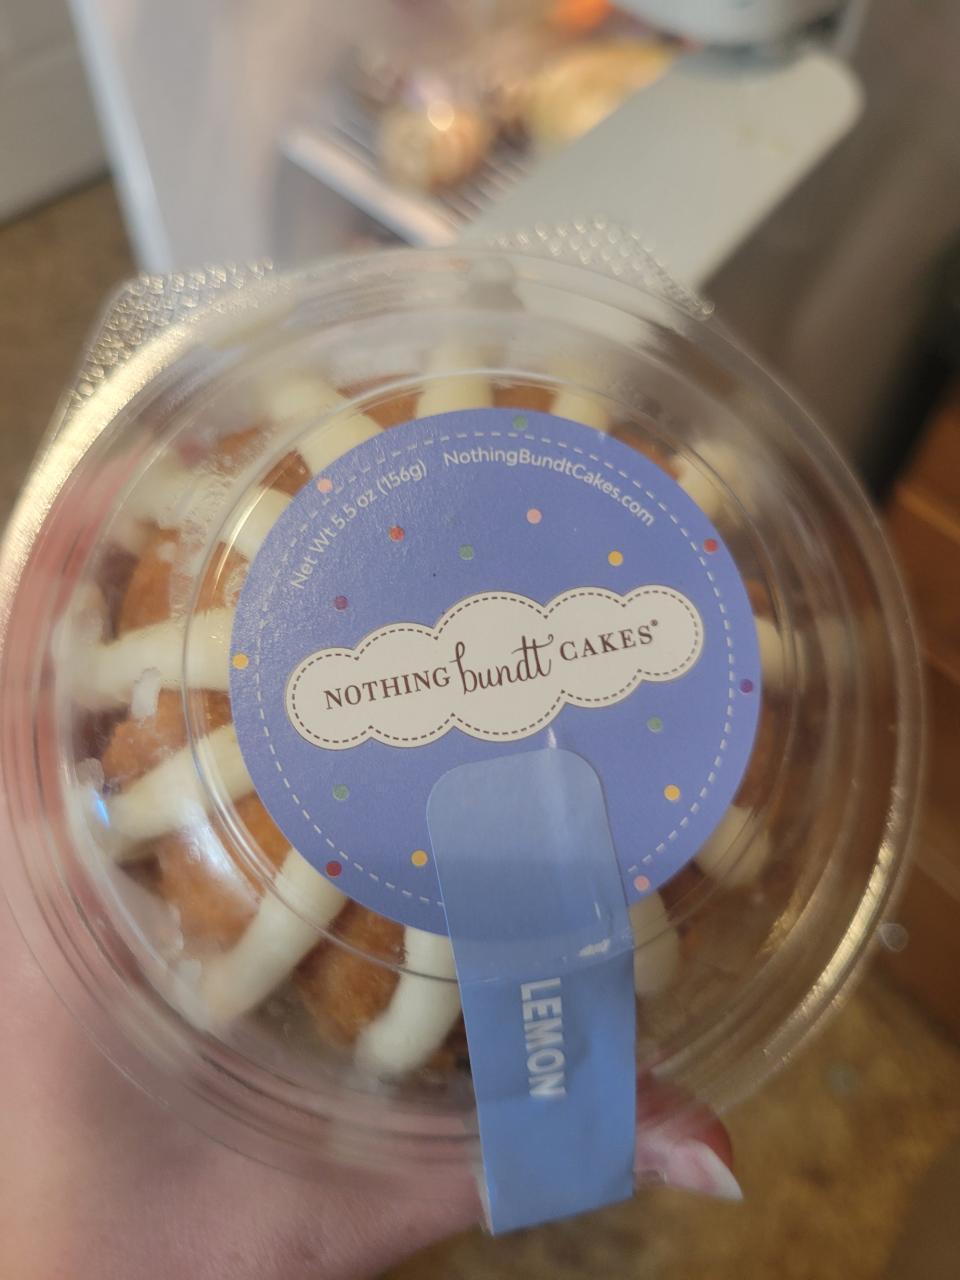 Net Wt 5.5 oz (156g) NothingBundtCakes.com
NOTHING bundt CAKES®
LEMON